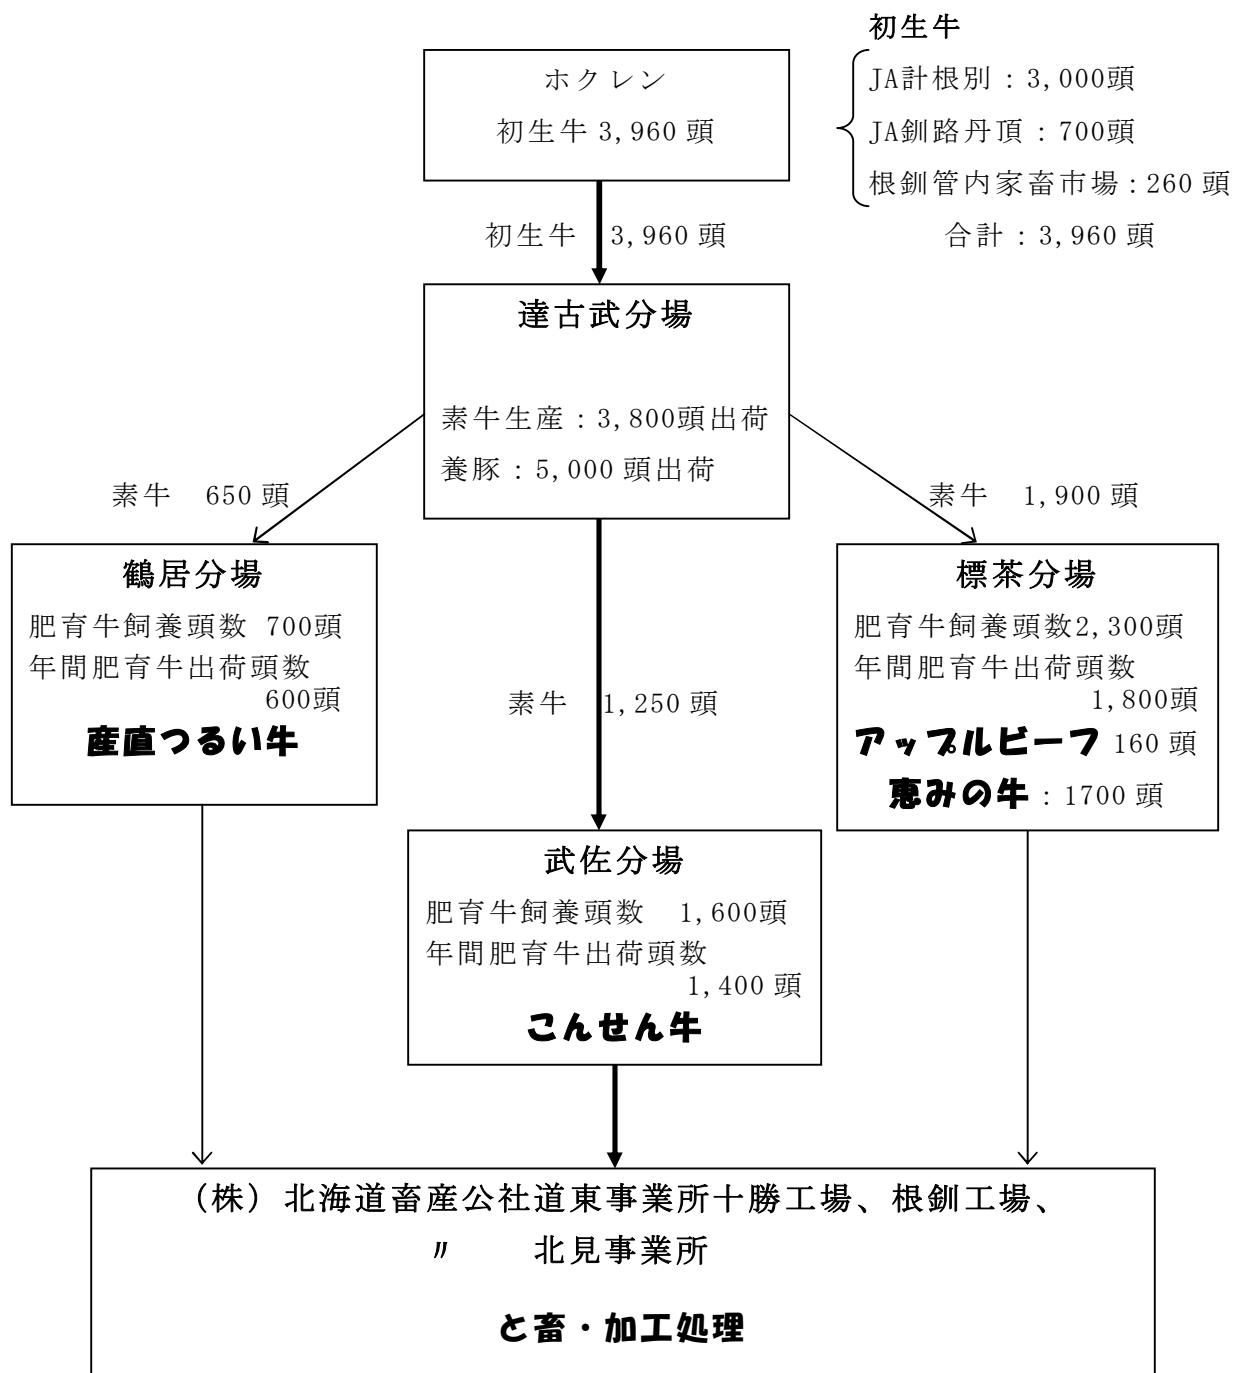 初生牛
JA計根別：3,000頭
JA釧路丹頂：700頭
根釧管内家畜市場：260 頭
合計：3,960 頭
ホクレン
初生牛 3,960 頭
初生牛　3,960 頭
達古武分場
素牛生産：3,800頭出荷
養豚：5,000 頭出荷
素牛　650 頭
素牛　1,900 頭
鶴居分場
肥育牛飼養頭数 700頭
年間肥育牛出荷頭数
600頭
産直つるい牛
素牛　1,250 頭
標茶分場
肥育牛飼養頭数2,300頭
年間肥育牛出荷頭数
1,800頭
アップルビーフ 160 頭
恵みの牛：1700 頭
武佐分場
肥育牛飼養頭数　1,600頭
年間肥育牛出荷頭数
1,400 頭
こんせん牛
（株）北海道畜産公社道東事業所十勝工場、根釧工場、
〃　北見事業所
と畜・加工処理